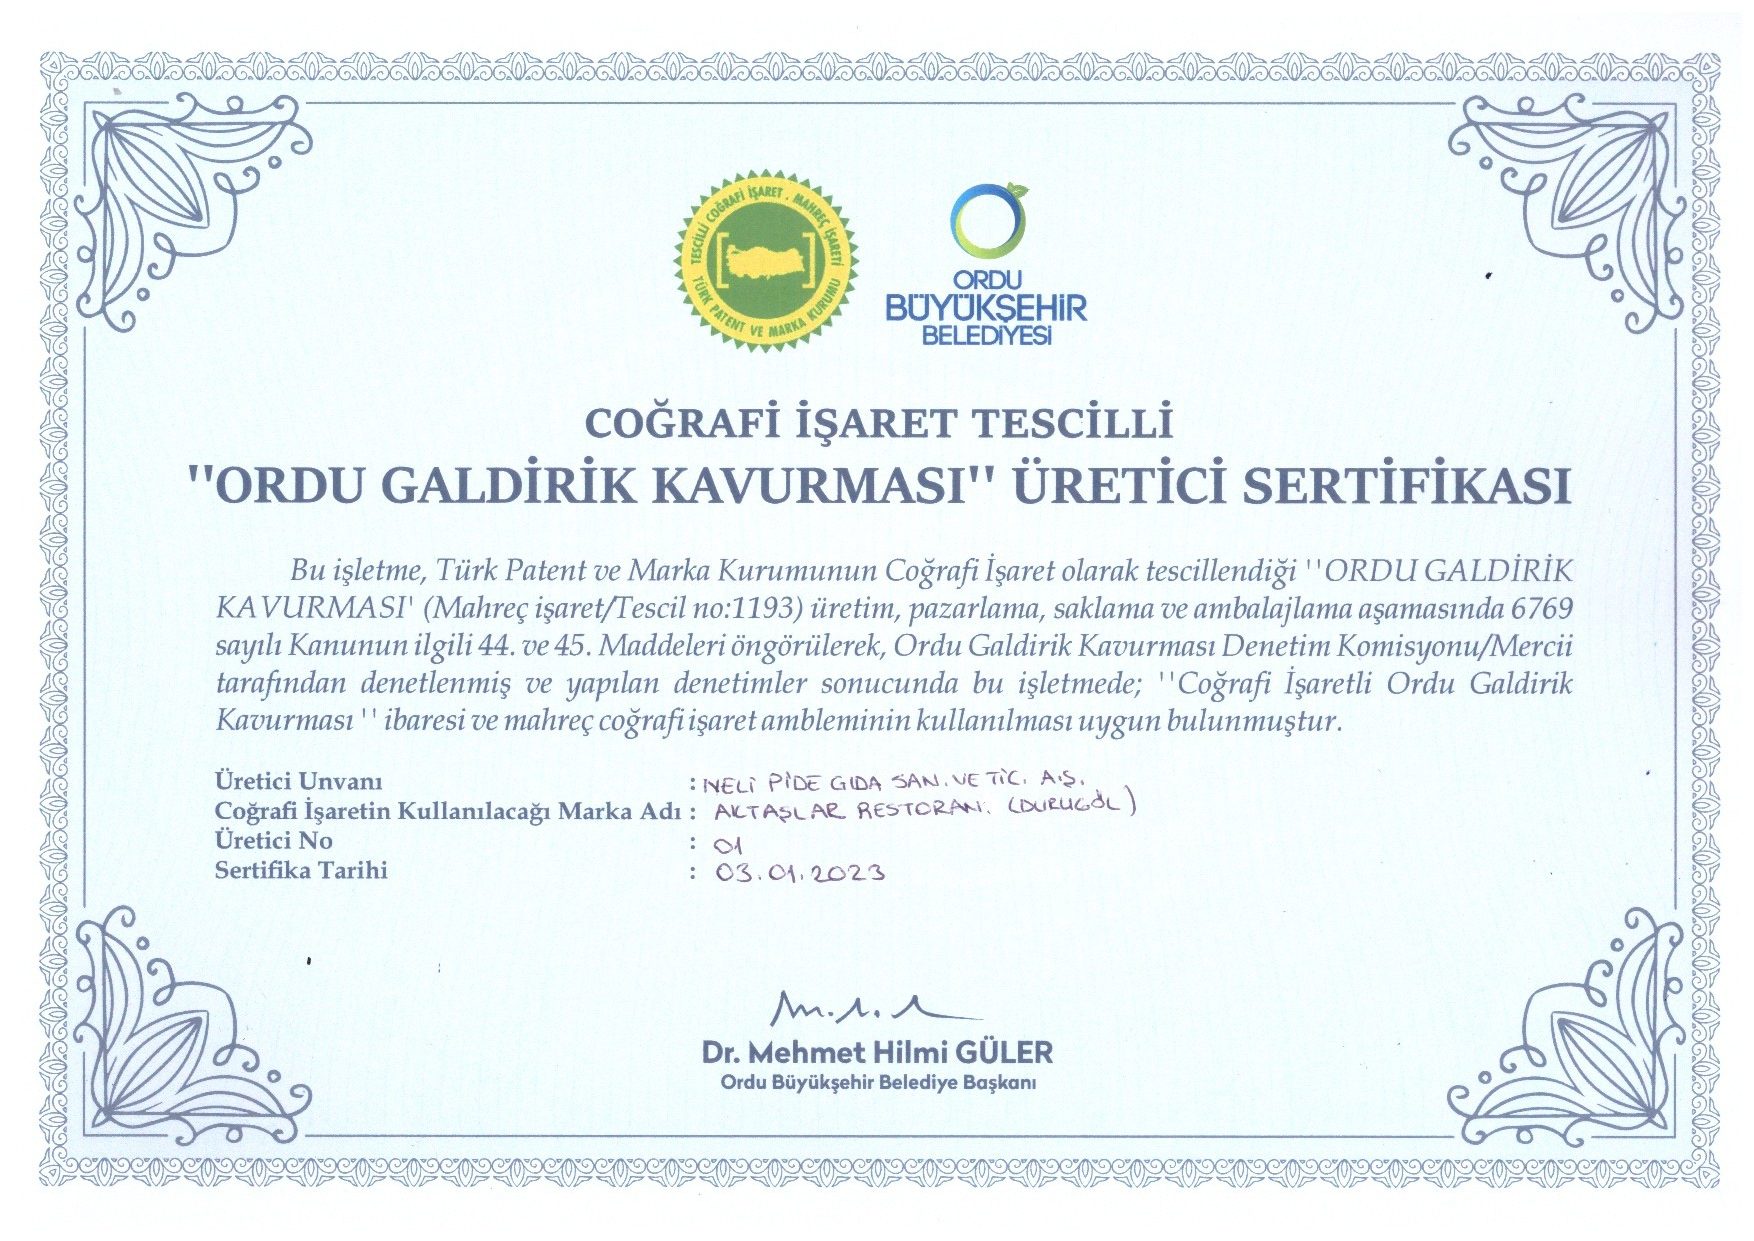 TESCİLLİ COĞRAFİ İŞARET . MAHREÇ İŞARETİ
TÜRK PATENT VE MARKA KURUMU
ORDU
BÜYÜKŞEHİR
BELEDİYESİ
COĞRAFİ İŞARET TESCİLLİ
''ORDU GALDİRİK KAVURMASI'' ÜRETİCİ SERTİFİKASI
Bu işletme, Türk Patent ve Marka Kurumunun Coğrafi İşaret olarak tescillendiği ''ORDU GALDİRİK
KAVURMASI' (Mahreç işaret/Tescil no:1193) üretim, pazarlama, saklama ve ambalajlama aşamasında 6769
sayılı Kanunun ilgili 44. ve 45. Maddeleri öngörülerek, Ordu Galdirik Kavurması Denetim Komisyonu/Mercii
tarafından denetlenmiş ve yapılan denetimler sonucunda bu işletmede; ''Coğrafi İşaretli Ordu Galdirik
Kavurması '' ibaresi ve mahreç coğrafi işaret ambleminin kullanılması uygun bulunmuştur.
Üretici Unvanı : NELİ PİDE GIDA SAN. VE TİC. A.Ş.
Coğrafi İşaretin Kullanılacağı Marka Adı : AKTAŞLAR RESTORAN. (DURUGÖL)
Üretici No : 01
Sertifika Tarihi : 03.01.2023
Dr. Mehmet Hilmi GÜLER
Ordu Büyükşehir Belediye Başkanı